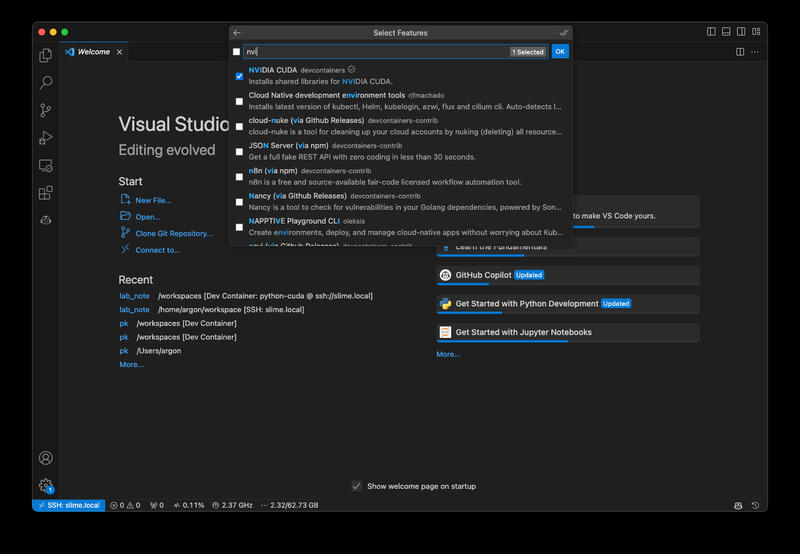 Select Features
nvi
1 Selected
OK
Welcome
NVIDIA CUDA devcontainers
Installs shared libraries for NVIDIA CUDA.
Cloud Native development environment tools rjfmachado
Installs latest version of kubectl, Helm, kubelogin, azwi, flux and cilium cli. Auto-detects l...
cloud-nuke (via Github Releases) devcontainers-contrib
cloud-nuke is a tool for cleaning up your cloud accounts by nuking (deleting) all resource...
JSON Server (via npm) devcontainers-contrib
Get a full fake REST API with zero coding in less than 30 seconds.
n8n (via npm) devcontainers-contrib
n8n is a free and source-available fair-code licensed workflow automation tool.
Nancy (via Github Releases) devcontainers-contrib
Nancy is a tool to check for vulnerabilities in your Golang dependencies, powered by Son...
NAPPTIVE Playground CLI oleksis
Create environments, deploy, and manage cloud-native apps without worrying about Kub...
Visual Studio
Editing evolved
Start
New File...
Open...
Clone Git Repository...
Connect to...
Recent
lab_note /workspaces [Dev Container: python-cuda @ ssh://slime.local]
lab_note /home/argon/workspace [SSH: slime.local]
pk /workspaces [Dev Container]
pk /workspaces [Dev Container]
pk /Users/argon
More...
to make VS Code yours.
Learn the Fundamentals
GitHub Copilot Updated
Get Started with Python Development Updated
Get Started with Jupyter Notebooks
More...
Show welcome page on startup
1
SSH: slime.local 0 0 0 0.11% 2.37 GHz 2.32/62.73 GB